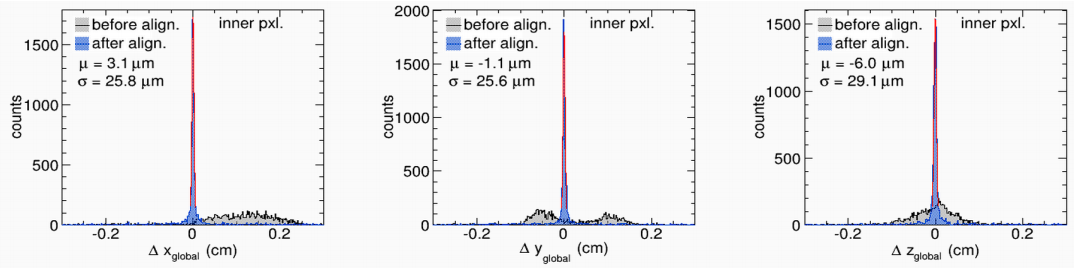 counts
1500
1000
500
0
before align.
after align.
μ = 3.1 μm
σ = 25.8 μm
inner pxl.
-0.2 0 0.2
Δ xglobal (cm)
counts
2000
1500
1000
500
0
before align.
after align.
μ = -1.1 μm
σ = 25.6 μm
inner pxl.
-0.2 0 0.2
Δ yglobal (cm)
counts
1500
1000
500
0
before align.
after align.
μ = -6.0 μm
σ = 29.1 μm
inner pxl.
-0.2 0 0.2
Δ zglobal (cm)